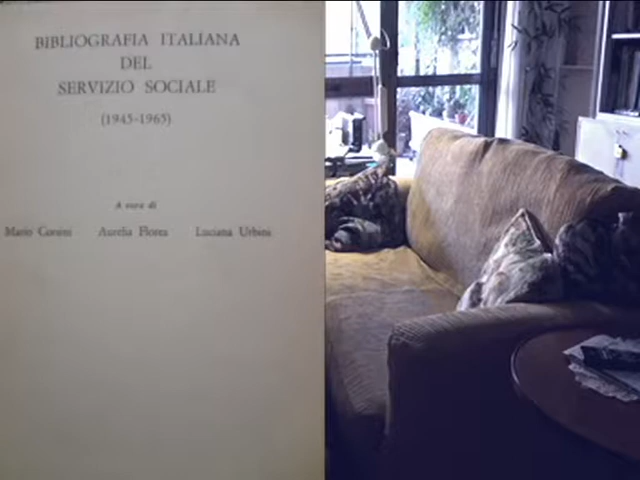 BIBLIOGRAFIA ITALIANA
DEL
SERVIZIO SOCIALE
(1945-1965)
A cura di
Mario Corsini Aurelia Florea Luciana Urbini